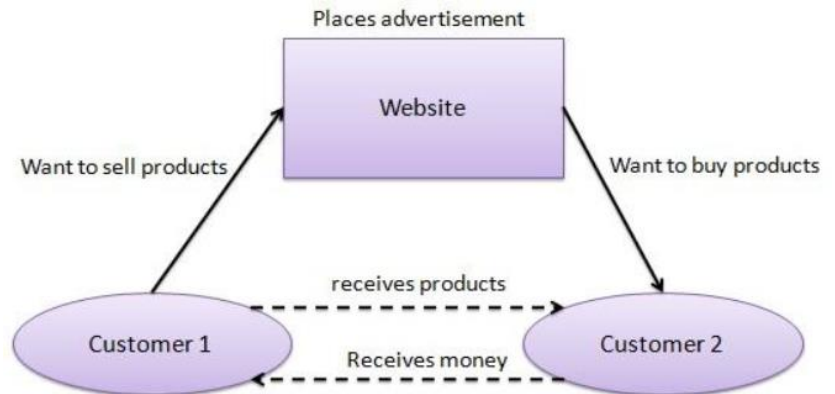 Places advertisement
Website
Want to sell products
Want to buy products
receives products
Customer 1
Customer 2
Receives money